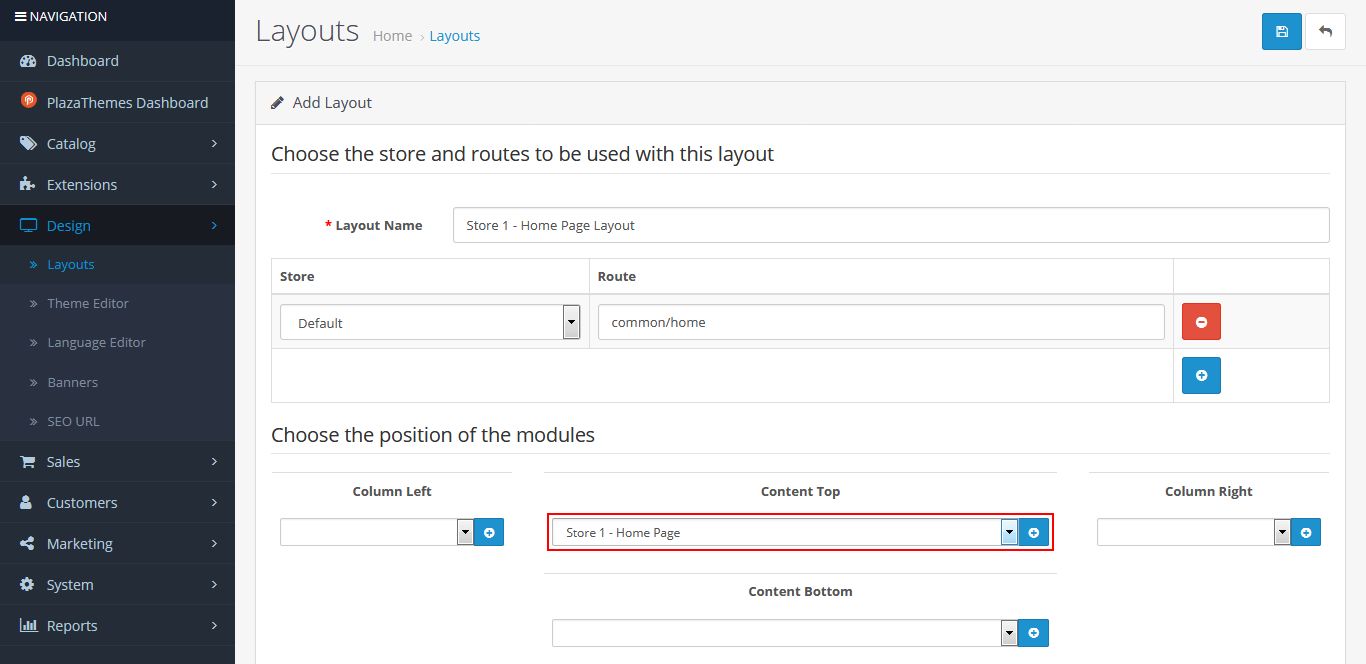 NAVIGATION
Dashboard
PlazaThemes Dashboard
Catalog
Extensions
Design
Layouts
Theme Editor
Language Editor
Banners
SEO URL
Sales
Customers
Marketing
System
Reports
Layouts Home › Layouts
Add Layout
Choose the store and routes to be used with this layout
* Layout Name Store 1 - Home Page Layout
Store Route
Default common/home
Choose the position of the modules
Column Left Content Top Column Right
Store 1 - Home Page
Content Bottom